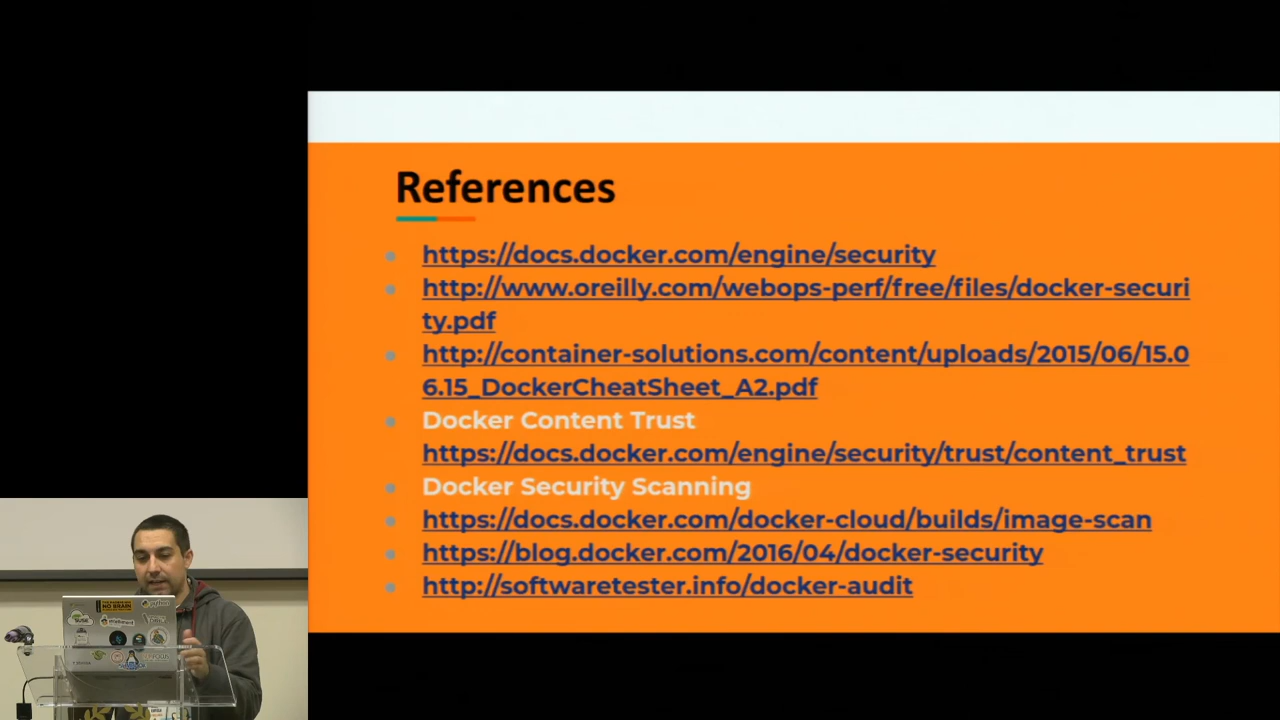 References
https://docs.docker.com/engine/security
http://www.oreilly.com/webops-perf/free/files/docker-securi
ty.pdf
http://container-solutions.com/content/uploads/2015/06/15.0
6.15_DockerCheatSheet_A2.pdf
Docker Content Trust
https://docs.docker.com/engine/security/trust/content_trust
Docker Security Scanning
https://docs.docker.com/docker-cloud/builds/image-scan
https://blog.docker.com/2016/04/docker-security
http://softwaretester.info/docker-audit
NO BRAIN
python